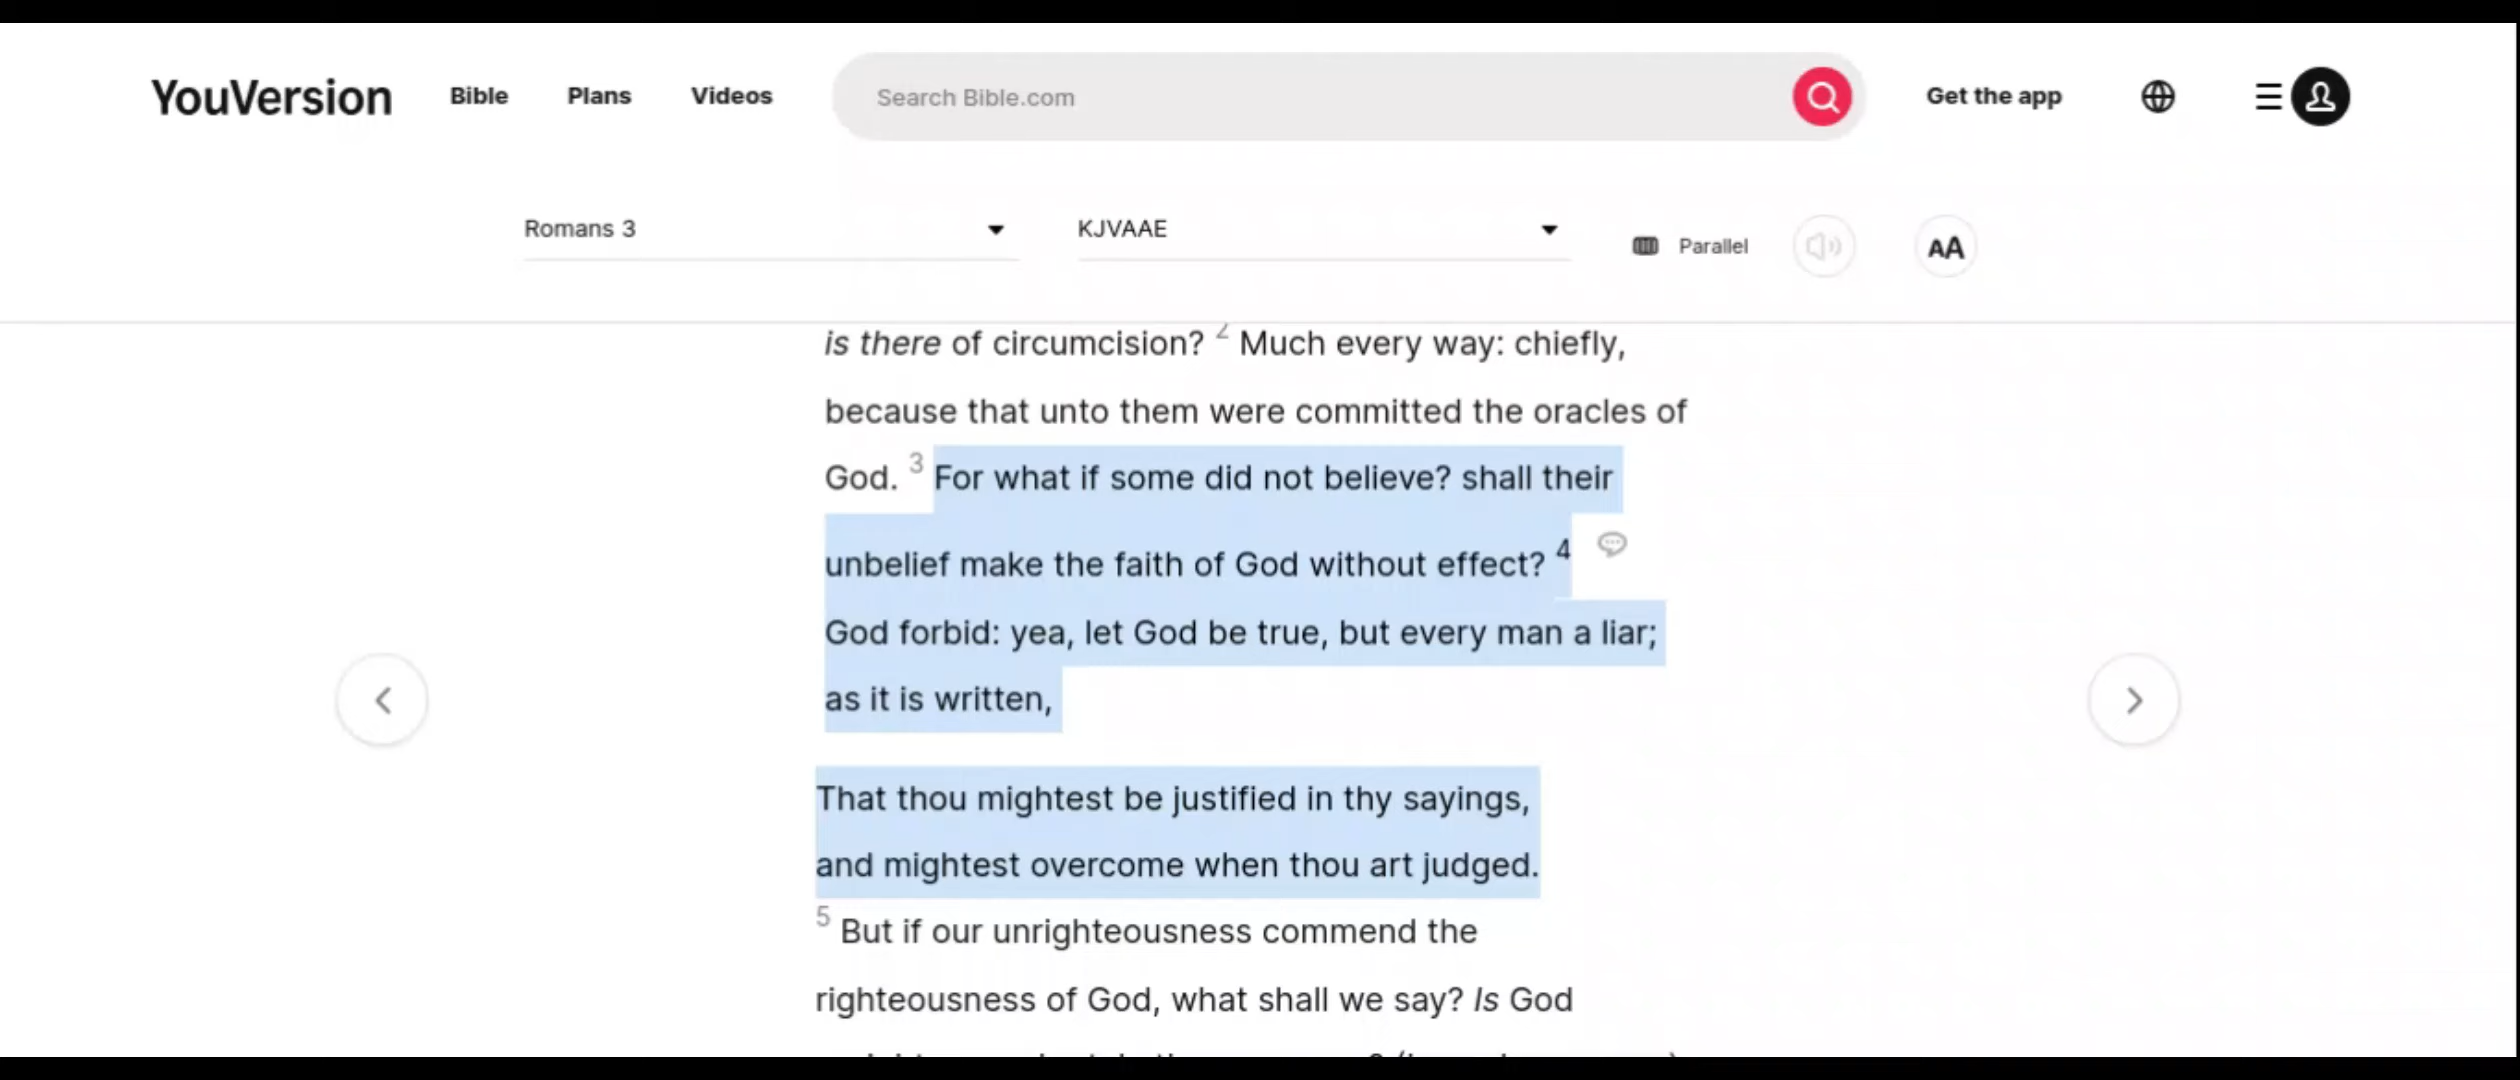 YouVersion Bible Plans Videos Search Bible.com Get the app
Romans 3 KJVAAE Parallel AA
is there of circumcision? 2 Much every way: chiefly,
because that unto them were committed the oracles of
God. 3 For what if some did not believe? shall their
unbelief make the faith of God without effect? 4
God forbid: yea, let God be true, but every man a liar;
as it is written,
That thou mightest be justified in thy sayings,
and mightest overcome when thou art judged.
5 But if our unrighteousness commend the
righteousness of God, what shall we say? Is God